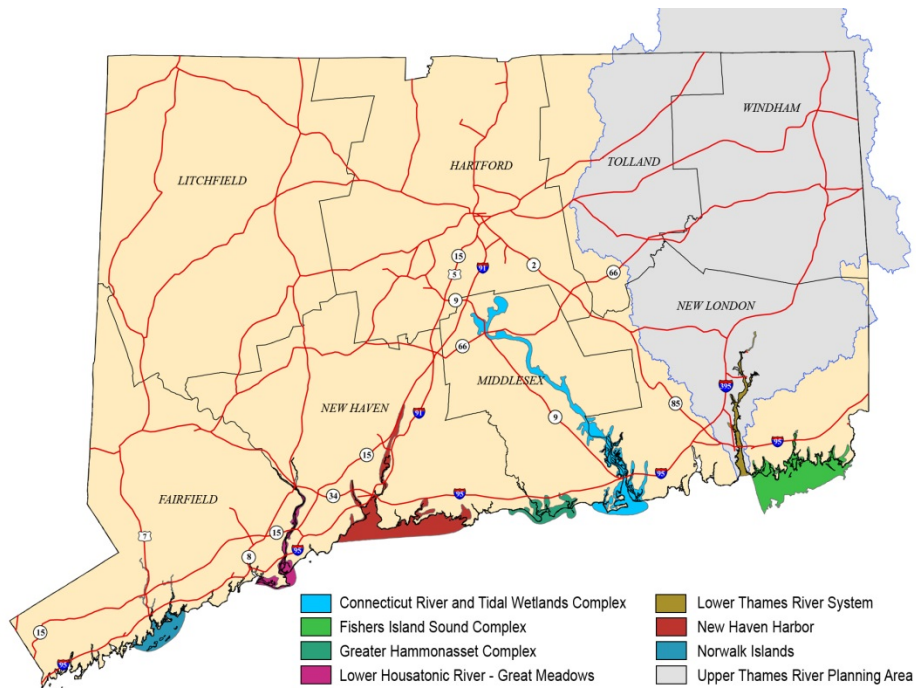 WINDHAM
TOLLAND
HARTFORD
LITCHFIELD
15
5
91
2
66
9
NEW LONDON
66
MIDDLESEX
395
NEW HAVEN
91
9
85
15
95
95
FAIRFIELD
34
95
7
15
95
8
15
95
Connecticut River and Tidal Wetlands Complex
Fishers Island Sound Complex
Greater Hammonasset Complex
Lower Housatonic River - Great Meadows
Lower Thames River System
New Haven Harbor
Norwalk Islands
Upper Thames River Planning Area